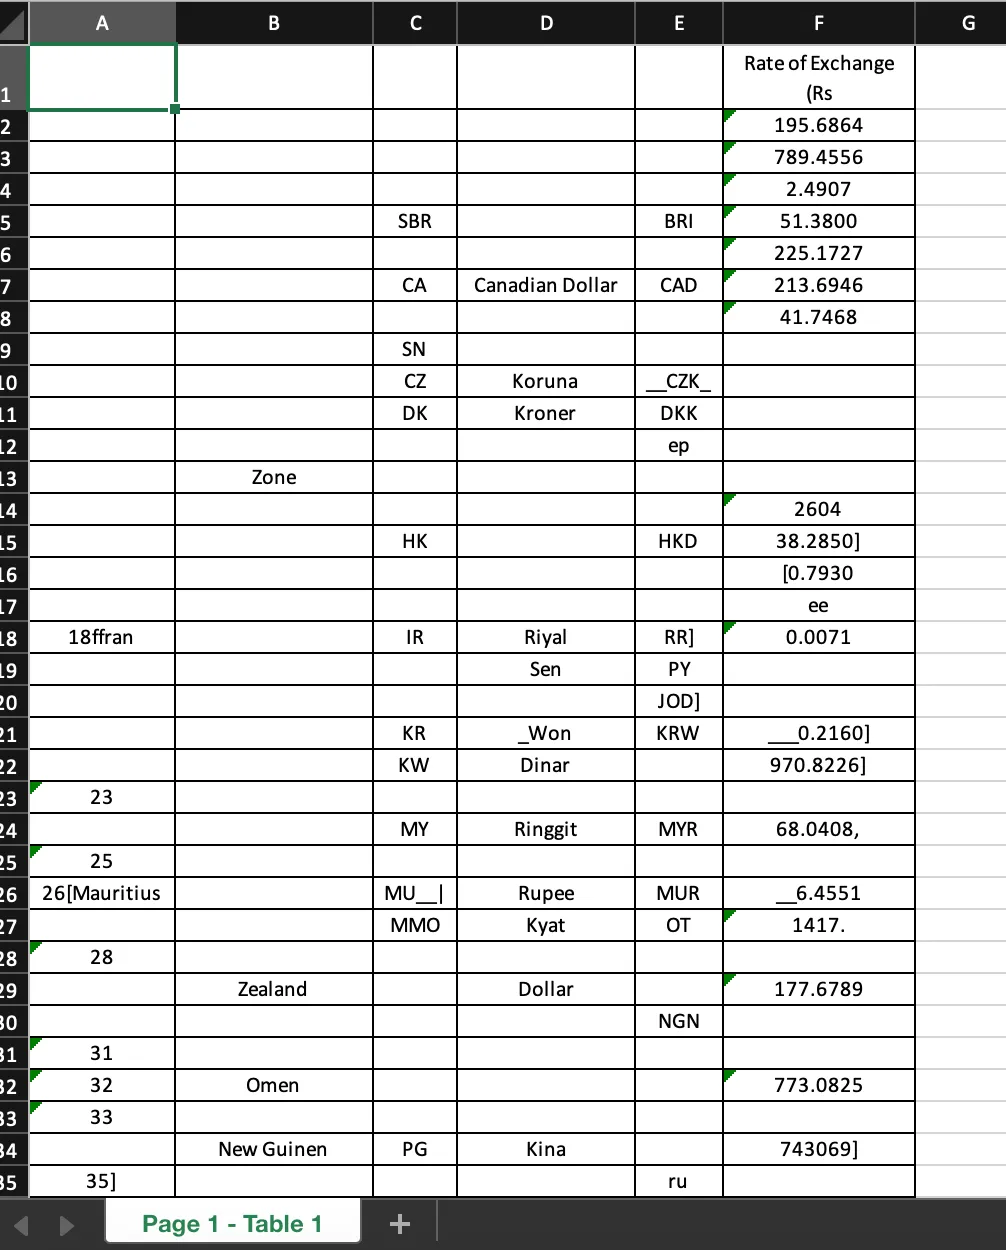 A B C D E F G
1 Rate of Exchange
(Rs
2 195.6864
3 789.4556
4 2.4907
5 SBR BRI 51.3800
6 225.1727
7 CA Canadian Dollar CAD 213.6946
8 41.7468
9 SN
10 CZ Koruna __CZK_
11 DK Kroner DKK
12 ep
13 Zone
14 2604
15 HK HKD 38.2850]
16 [0.7930
17 ee
18 18ffran IR Riyal RR] 0.0071
19 Sen PY
20 JOD]
21 KR _Won KRW ___0.2160]
22 KW Dinar 970.8226]
23 23
24 MY Ringgit MYR 68.0408,
25 25
26 26[Mauritius MU__| Rupee MUR __6.4551
27 MMO Kyat OT 1417.
28 28
29 Zealand Dollar 177.6789
30 NGN
31 31
32 32 Omen 773.0825
33 33
34 New Guinen PG Kina 743069]
35 35] ru
Page 1 - Table 1 +